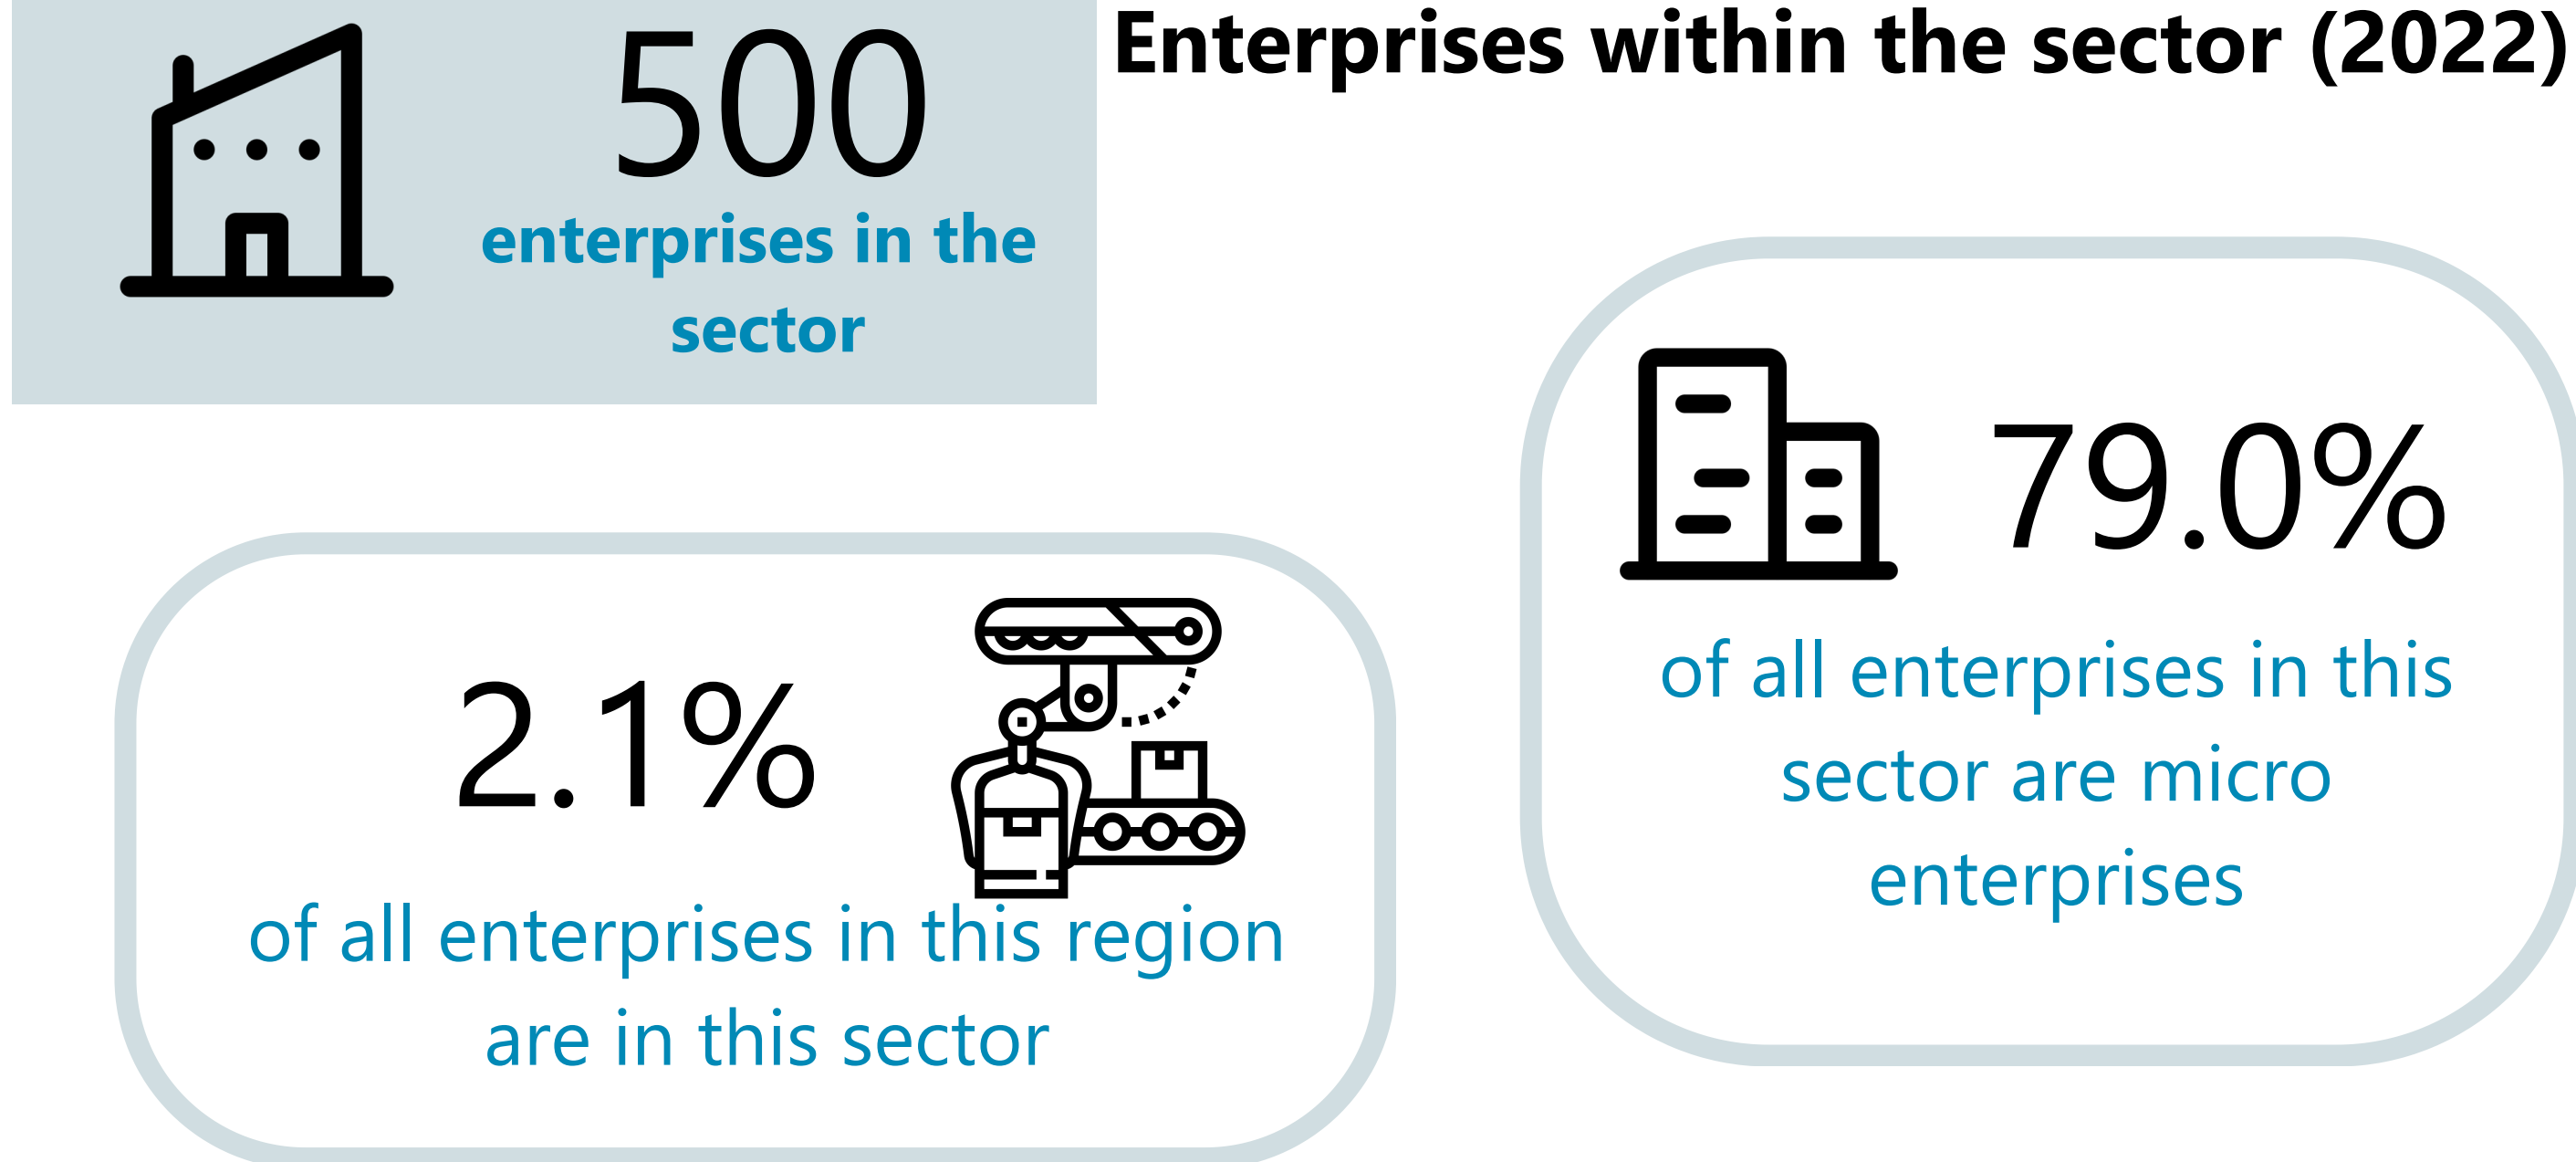 Enterprises within the sector (2022)
500
enterprises in the
sector
2.1%
of all enterprises in this region
are in this sector
79.0%
of all enterprises in this
sector are micro
enterprises